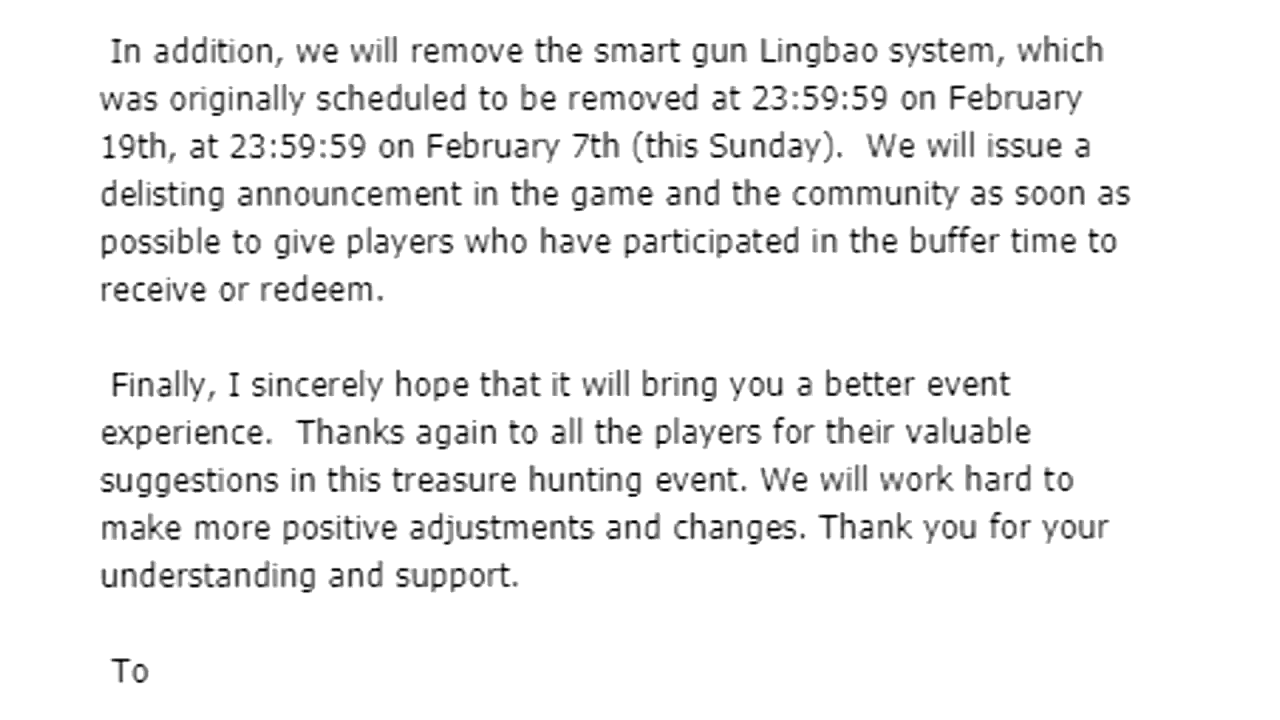 In addition, we will remove the smart gun Lingbao system, which
was originally scheduled to be removed at 23:59:59 on February
19th, at 23:59:59 on February 7th (this Sunday).  We will issue a
delisting announcement in the game and the community as soon as
possible to give players who have participated in the buffer time to
receive or redeem.
Finally, I sincerely hope that it will bring you a better event
experience.  Thanks again to all the players for their valuable
suggestions in this treasure hunting event. We will work hard to
make more positive adjustments and changes. Thank you for your
understanding and support.
To